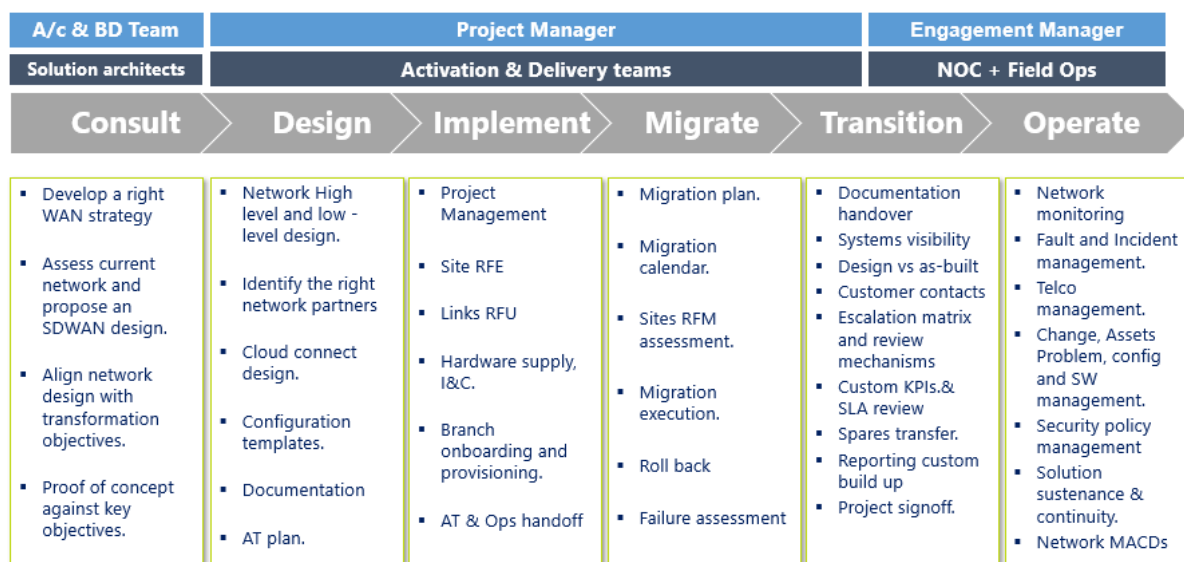 A/c & BD Team
Project Manager
Engagement Manager
Solution architects
Activation & Delivery teams
NOC + Field Ops
Consult
Design
Implement
Migrate
Transition
Operate
▪ Develop a right
WAN strategy
▪ Assess current
network and
propose an
SDWAN design.
▪ Align network
design with
transformation
objectives.
▪ Proof of concept
against key
objectives.
▪ Network High
level and low -
level design.
▪ Identify the right
network partners
▪ Cloud connect
design.
▪ Configuration
templates.
▪ Documentation
▪ AT plan.
▪ Project
Management
▪ Site RFE
▪ Links RFU
▪ Hardware supply,
I&C.
▪ Branch
onboarding and
provisioning.
▪ AT & Ops handoff
▪ Migration plan.
▪ Migration
calendar.
▪ Sites RFM
assessment.
▪ Migration
execution.
▪ Roll back
▪ Failure assessment
▪ Documentation
handover
▪ Systems visibility
▪ Design vs as-built
▪ Customer contacts
▪ Escalation matrix
and review
mechanisms
▪ Custom KPIs.&
SLA review
▪ Spares transfer.
▪ Reporting custom
build up
▪ Project signoff.
▪ Network
monitoring
▪ Fault and Incident
management.
▪ Telco
management.
▪ Change, Assets
Problem, config
and SW
management.
▪ Security policy
management
▪ Solution
sustenance &
continuity.
▪ Network MACDs